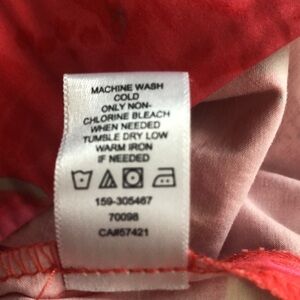 MACHINE WASH
COLD
ONLY NON-
CHLORINE BLEACH
WHEN NEEDED
TUMBLE DRY LOW
WARM IRON
IF NEEDED
159-305467
70098
CA#57421